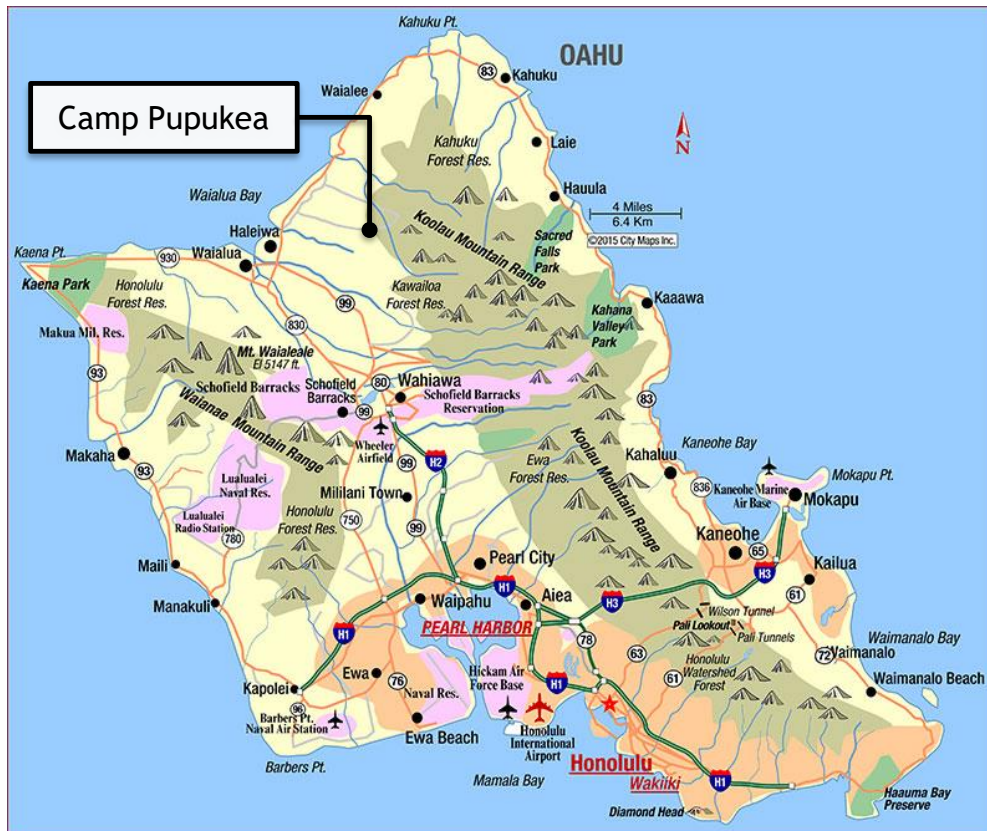 Kahuku Pt.
OAHU
83
Kahuku
Waialee
Camp Pupukea
N
Kahuku
Forest Res.
Laie
Waialua Bay
Hauula
4 Miles
6.4 Km
©2015 City Maps Inc.
Koolau Mountain Range
Sacred
Falls
Park
Haleiwa
Kaena Pt.
930
Waialua
Kaena Park
Honolulu
Forest Res.
99
Kawailoa
Forest Res.
Kahana
Valley
Park
Kaaawa
Makua Mil. Res.
830
Mt. Waialeale
El 5147 ft.
93
Schofield Barracks
Schofield
Barracks
80
Wahiawa
99
Schofield Barracks
Reservation
83
Waianae Mountain Range
Wheeler
Airfield
H2
Koolau Mountain Range
Kaneohe Bay
Makaha
93
99
Ewa
Forest Res.
Kahaluu
Mokapu Pt.
836
Kaneohe Marine
Air Base
Mokapu
Lualualei
Naval Res.
Mililani Town
Honolulu
Forest Res.
Lualualei
Radio Station
780
750
99
Kaneohe
65
Maili
Pearl City
H3
Kailua
H1
Aiea
H3
61
Manakuli
Waipahu
Wilson Tunnel
Pali Lookout
Pali Tunnels
H1
PEARL HARBOR
78
63
72
Waimanalo Bay
Waimanalo
Honolulu
Watershed
Forest
61
Kapolei
Ewa
76
Naval Res.
Hickam Air
Force Base
H1
Waimanalo Beach
96
Barbers Pt.
Naval Air Station
Ewa Beach
Honolulu
International
Airport
Barbers Pt.
Mamala Bay
Honolulu
Wakiiki
H1
Haauma Bay
Preserve
Diamond Head